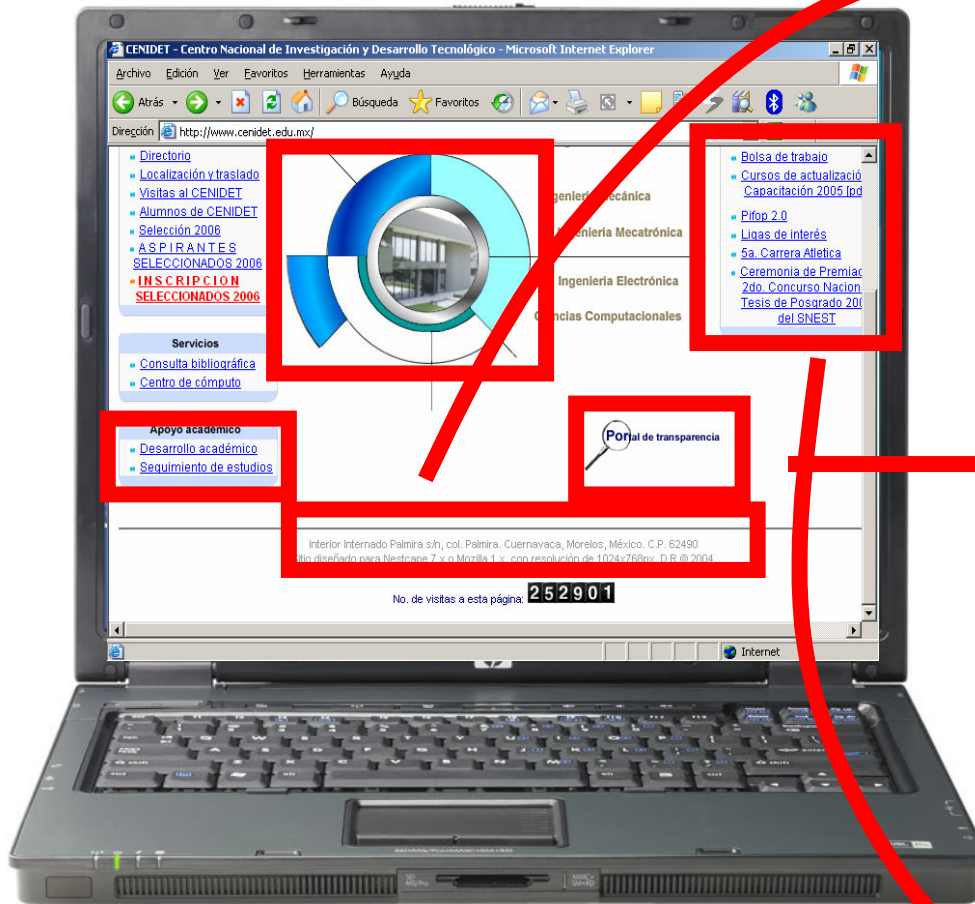 CENIDET - Centro Nacional de Investigación y Desarrollo Tecnológico - Microsoft Internet Explorer
Archivo Edición Ver Favoritos Herramientas Ayuda
Atrás Búsqueda Favoritos
Dirección http://www.cenidet.edu.mx/
Directorio
Localización y traslado
Visitas al CENIDET
Alumnos de CENIDET
Selección 2006
ASPIRANTES
SELECCIONADOS 2006
INSCRIPCION
SELECCIONADOS 2006
Servicios
Consulta bibliográfica
Centro de cómputo
Apoyo académico
Desarrollo académico
Seguimiento de estudios
Mecánica
Mecatrónica
Ingenieria Electrónica
Computacionales
Portal de transparencia
Bolsa de trabajo
Cursos de actualizació
Capacitación 2005 [pd
Pifop 2.0
Ligas de interés
5a. Carrera Atletica
Ceremonia de Premiac
2do. Concurso Nacion
Tesis de Posgrado 200
del SNEST
Interior Internado Palmira s/n, col. Palmira. Cuernavaca, Morelos, México. C.P. 62490
diseñado para Nestcape 7.x o Mozilla 1.x, con resolución de 1024x768px. D.R.© 2004
No. de visitas a esta página: 252901
Internet